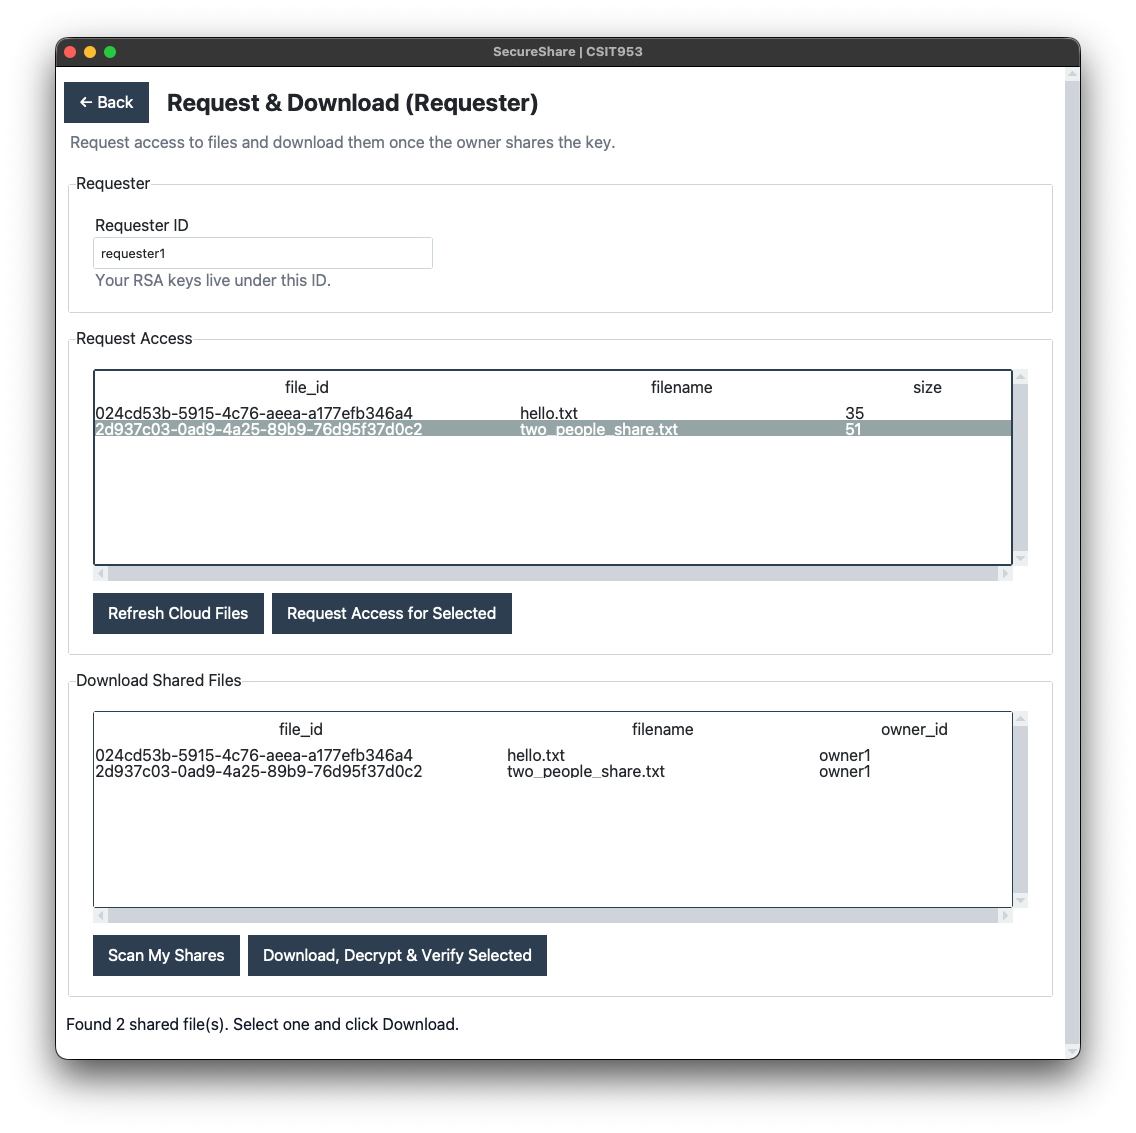 SecureShare | CSIT953
← Back
Request & Download (Requester)
Request access to files and download them once the owner shares the key.
Requester
Requester ID
requester1
Your RSA keys live under this ID.
Request Access
file_id filename size
024cd53b-5915-4c76-aeea-a177efb346a4 hello.txt 35
2d937c03-0ad9-4a25-89b9-76d95f37d0c2 two_people_share.txt 51
Refresh Cloud Files Request Access for Selected
Download Shared Files
file_id filename owner_id
024cd53b-5915-4c76-aeea-a177efb346a4 hello.txt owner1
2d937c03-0ad9-4a25-89b9-76d95f37d0c2 two_people_share.txt owner1
Scan My Shares Download, Decrypt & Verify Selected
Found 2 shared file(s). Select one and click Download.